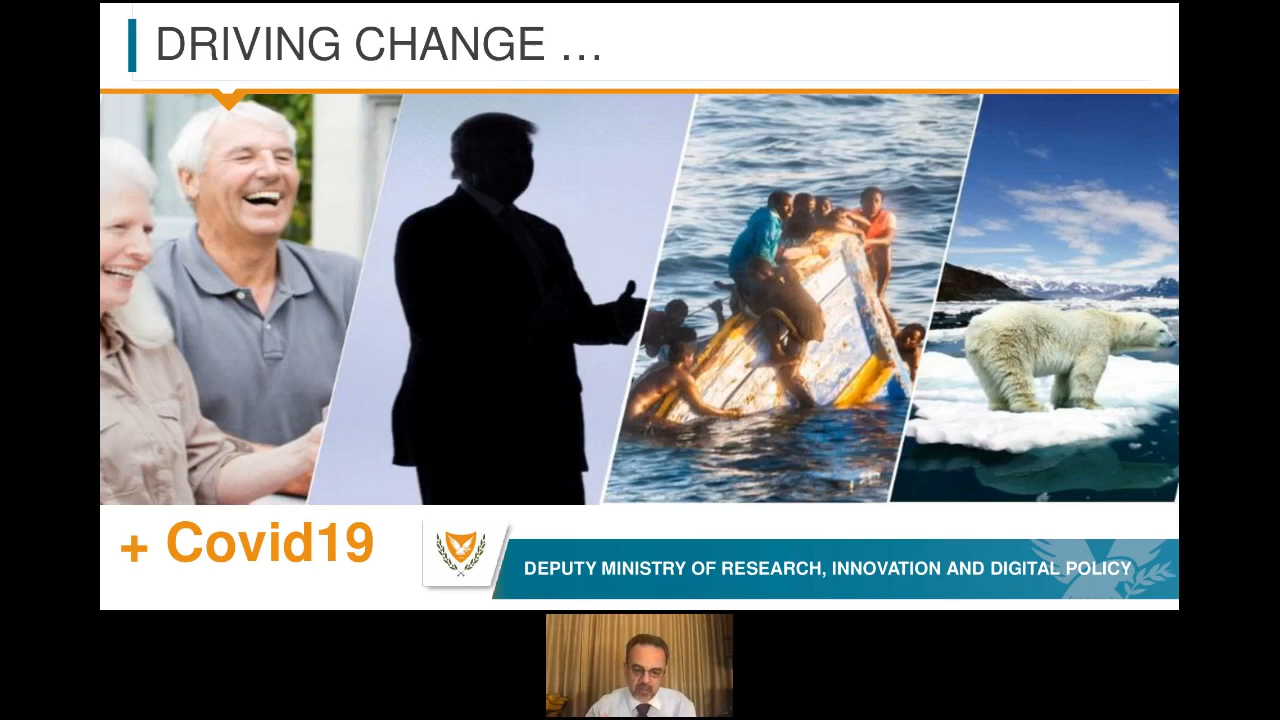 DRIVING CHANGE …
+ Covid19
DEPUTY MINISTRY OF RESEARCH, INNOVATION AND DIGITAL POLICY